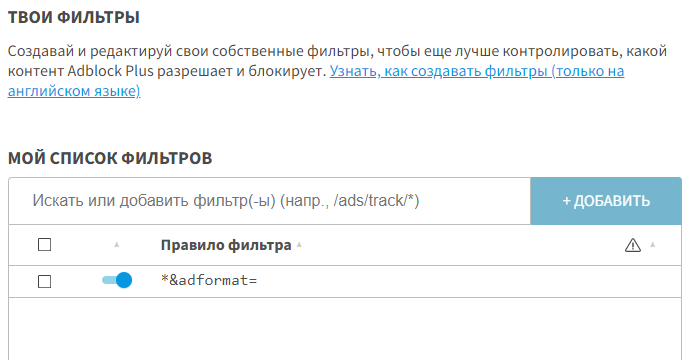 ТВОИ ФИЛЬТРЫ
Создавай и редактируй свои собственные фильтры, чтобы еще лучше контролировать, какой
контент Adblock Plus разрешает и блокирует. Узнать, как создавать фильтры (только на
английском языке)
МОЙ СПИСОК ФИЛЬТРОВ
Искать или добавить фильтр(-ы) (напр., /ads/track/*)
+ ДОБАВИТЬ
Правило фильтра
*&adformat=